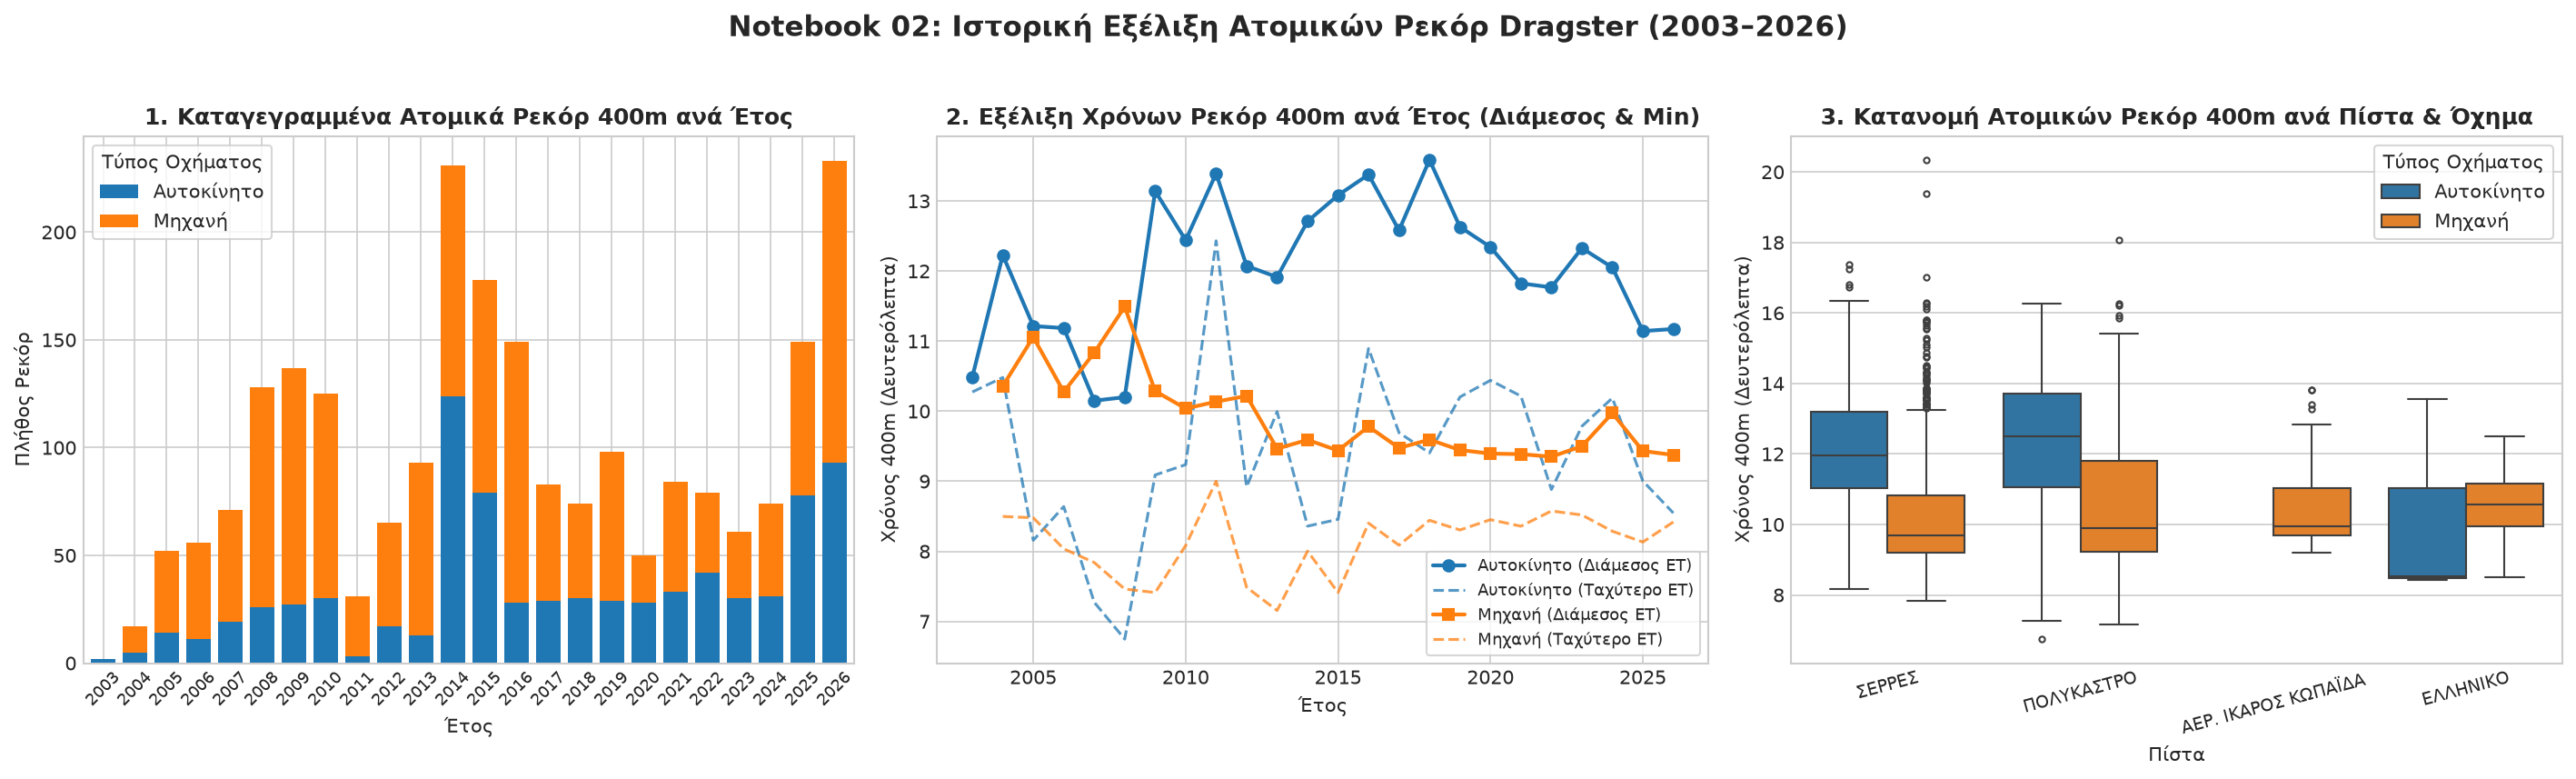 Notebook 02: Ιστορική Εξέλιξη Ατομικών Ρεκόρ Dragster (2003–2026)
1. Καταγεγραμμένα Ατομικά Ρεκόρ 400m ανά Έτος
Τύπος Οχήματος
Αυτοκίνητο
Μηχανή
Πλήθος Ρεκόρ
200
150
100
50
0
2003 2004 2005 2006 2007 2008 2009 2010 2011 2012 2013 2014 2015 2016 2017 2018 2019 2020 2021 2022 2023 2024 2025 2026
Έτος
2. Εξέλιξη Χρόνων Ρεκόρ 400m ανά Έτος (Διάμεσος & Min)
Χρόνος 400m (Δευτερόλεπτα)
13
12
11
10
9
8
7
Αυτοκίνητο (Διάμεσος ET)
Αυτοκίνητο (Ταχύτερο ET)
Μηχανή (Διάμεσος ET)
Μηχανή (Ταχύτερο ET)
2005 2010 2015 2020 2025
Έτος
3. Κατανομή Ατομικών Ρεκόρ 400m ανά Πίστα & Όχημα
Τύπος Οχήματος
Αυτοκίνητο
Μηχανή
Χρόνος 400m (Δευτερόλεπτα)
20
18
16
14
12
10
8
ΣΕΡΡΕΣ ΠΟΛΥΚΑΣΤΡΟ ΑΕΡ. ΙΚΑΡΟΣ ΚΩΠΑΪΔΑ ΕΛΛΗΝΙΚΟ
Πίστα